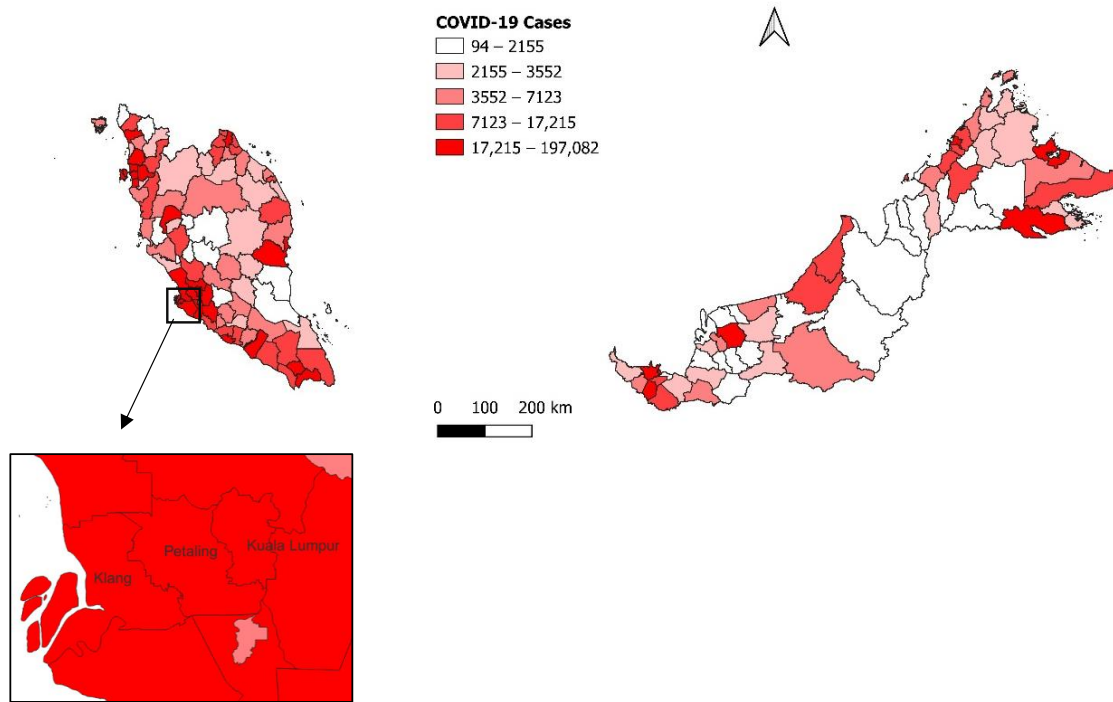 COVID-19 Cases
94 – 2155
2155 – 3552
3552 – 7123
7123 – 17,215
17,215 – 197,082
0 100 200 km
Kuala Lumpur
Petaling
Klang